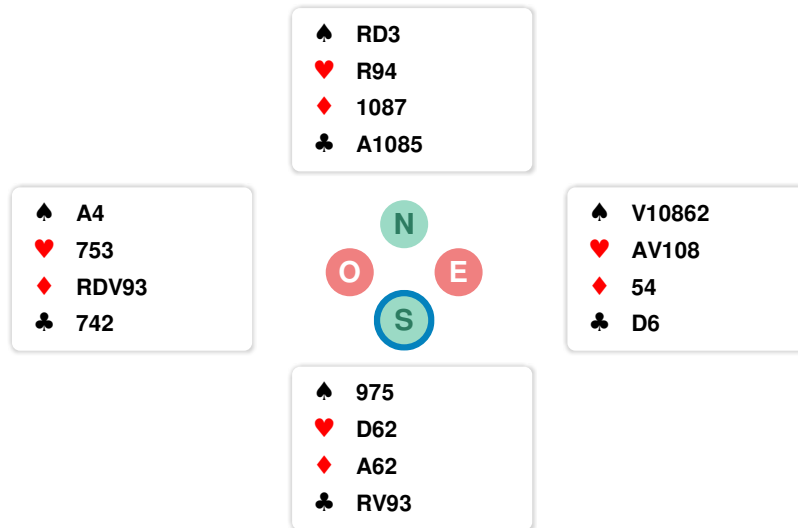 ♠ RD3
♥ R94
♦ 1087
♣ A1085
♠ A4
♥ 753
♦ RDV93
♣ 742
N
O E
S
♠ V10862
♥ AV108
♦ 54
♣ D6
♠ 975
♥ D62
♦ A62
♣ RV93